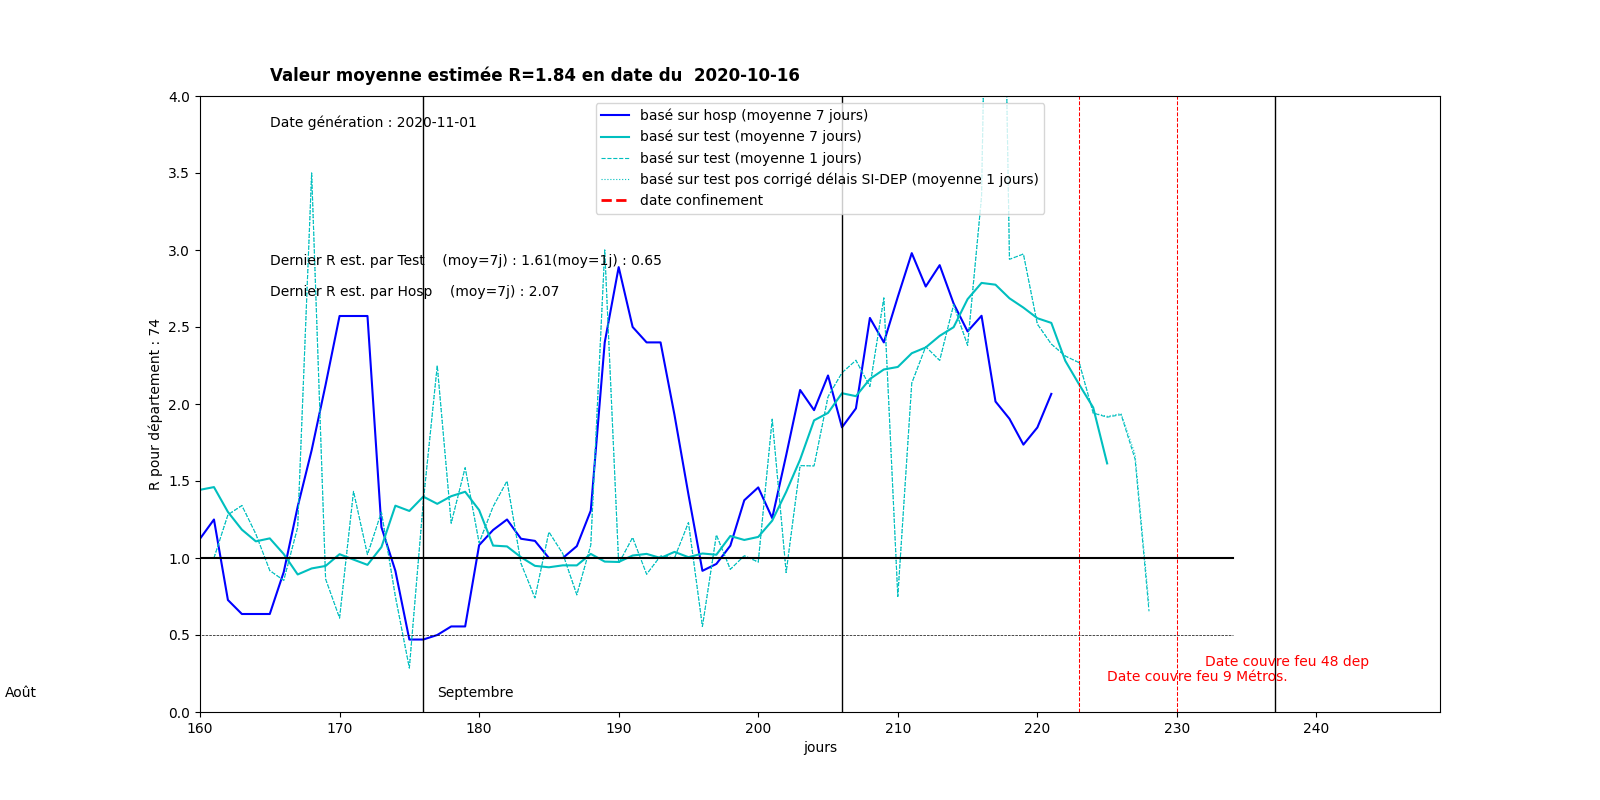 Valeur moyenne estimée R=1.84 en date du  2020-10-16
4.0
Date génération : 2020-11-01
basé sur hosp (moyenne 7 jours)
basé sur test (moyenne 7 jours)
basé sur test (moyenne 1 jours)
basé sur test pos corrigé délais SI-DEP (moyenne 1 jours)
date confinement
3.5
3.0
Dernier R est. par Test    (moy=7j) : 1.61(moy=1j) : 0.65
Dernier R est. par Hosp    (moy=7j) : 2.07
2.5
R pour département : 74
2.0
1.5
1.0
0.5
Date couvre feu 48 dep
Date couvre feu 9 Métros.
Août
Septembre
0.0
160 170 180 190 200 210 220 230 240
jours